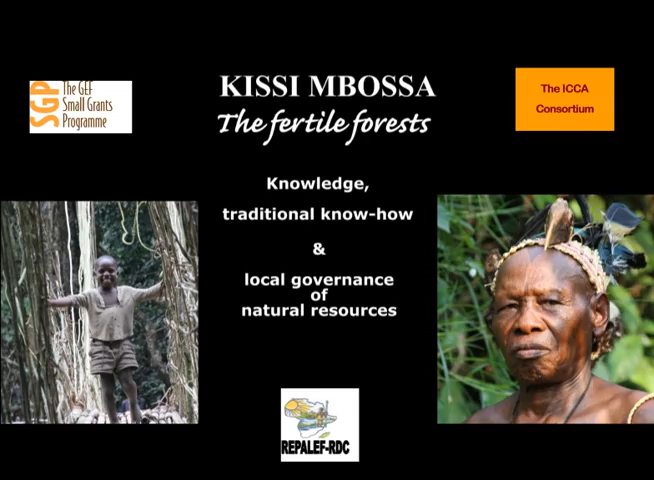 KISSI MBOSSA
The fertile forests
SGP
The GEF
Small Grants
Programme
The ICCA
Consortium
Knowledge,
traditional know-how
&
local governance
of
natural resources
REPALEF-RDC